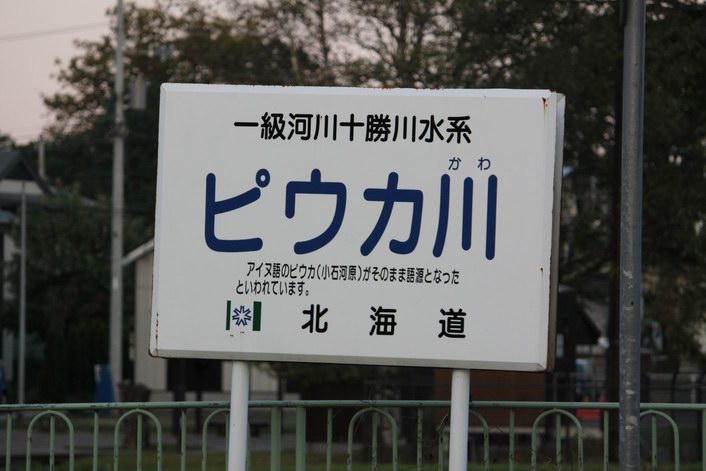 一級河川十勝川水系
かわ
ピウカ川
アイヌ語のピウカ(小石河原)がそのまま語源となった
といわれています。
北海道